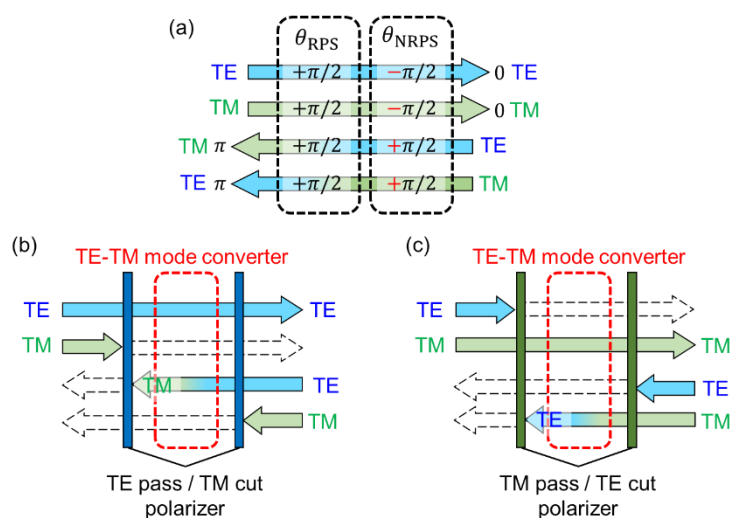 (a)
θRPS θNRPS
TE +π/2 −π/2 0 TE
TM +π/2 −π/2 0 TM
TM π +π/2 +π/2 TE
TE π +π/2 +π/2 TM
(b)
TE-TM mode converter
TE TE
TM
TM TE
TM
TE pass / TM cut
polarizer
(c)
TE-TM mode converter
TE
TM TM
TE
TE TM
TM pass / TE cut
polarizer